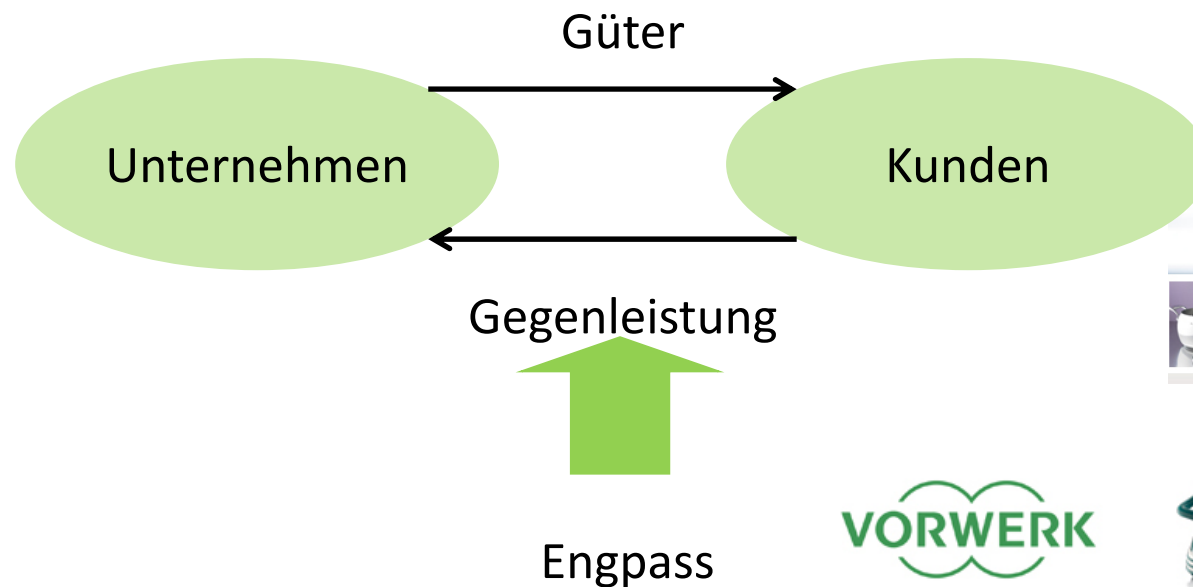 Güter
Unternehmen
Kunden
Gegenleistung
Engpass
VORWERK